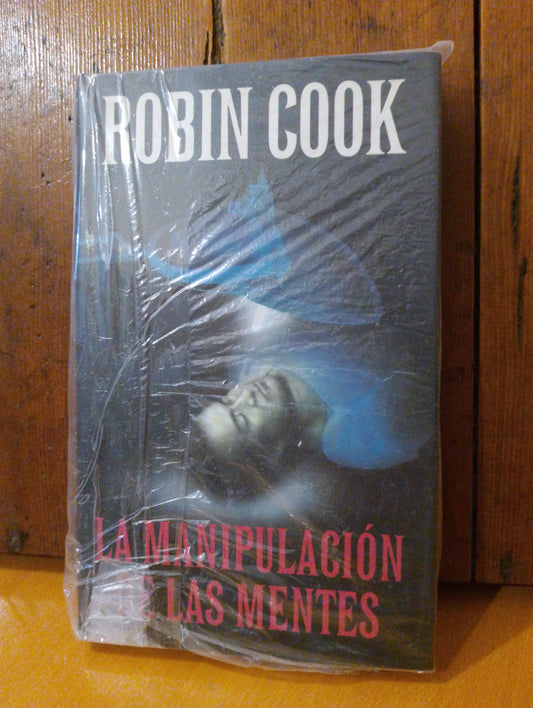 ROBIN COOK
LA MANIPULACIÓN
DE LAS MENTES